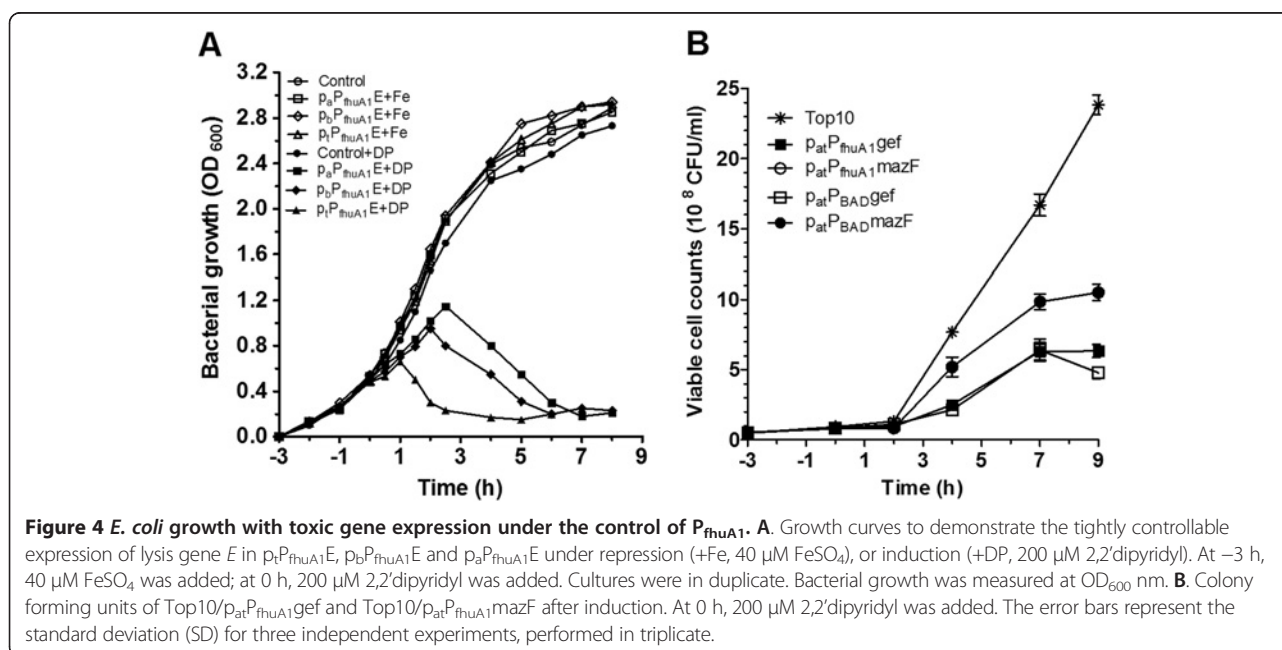 A
Bacterial growth (OD600)
3.2
2.8
2.4
2.0
1.6
1.2
0.8
0.4
0.0
Control
paPfhuA1E+Fe
pbPfhuA1E+Fe
ptPfhuA1E+Fe
Control+DP
paPfhuA1E+DP
pbPfhuA1E+DP
ptPfhuA1E+DP
-3 -1 1 3 5 7 9
Time (h)
B
Viable cell counts (10 8 CFU/ml)
25
20
15
10
5
0
Top10
patPfhuA1gef
patPfhuA1mazF
patPBADgef
patPBADmazF
-3 -1 1 3 5 7 9
Time (h)
Figure 4 E. coli growth with toxic gene expression under the control of PfhuA1. A. Growth curves to demonstrate the tightly controllable
expression of lysis gene E in ptPfhuA1E, pbPfhuA1E and paPfhuA1E under repression (+Fe, 40 μM FeSO4), or induction (+DP, 200 μM 2,2'dipyridyl). At −3 h,
40 μM FeSO4 was added; at 0 h, 200 μM 2,2'dipyridyl was added. Cultures were in duplicate. Bacterial growth was measured at OD600 nm. B. Colony
forming units of Top10/patPfhuA1gef and Top10/patPfhuA1mazF after induction. At 0 h, 200 μM 2,2'dipyridyl was added. The error bars represent the
standard deviation (SD) for three independent experiments, performed in triplicate.